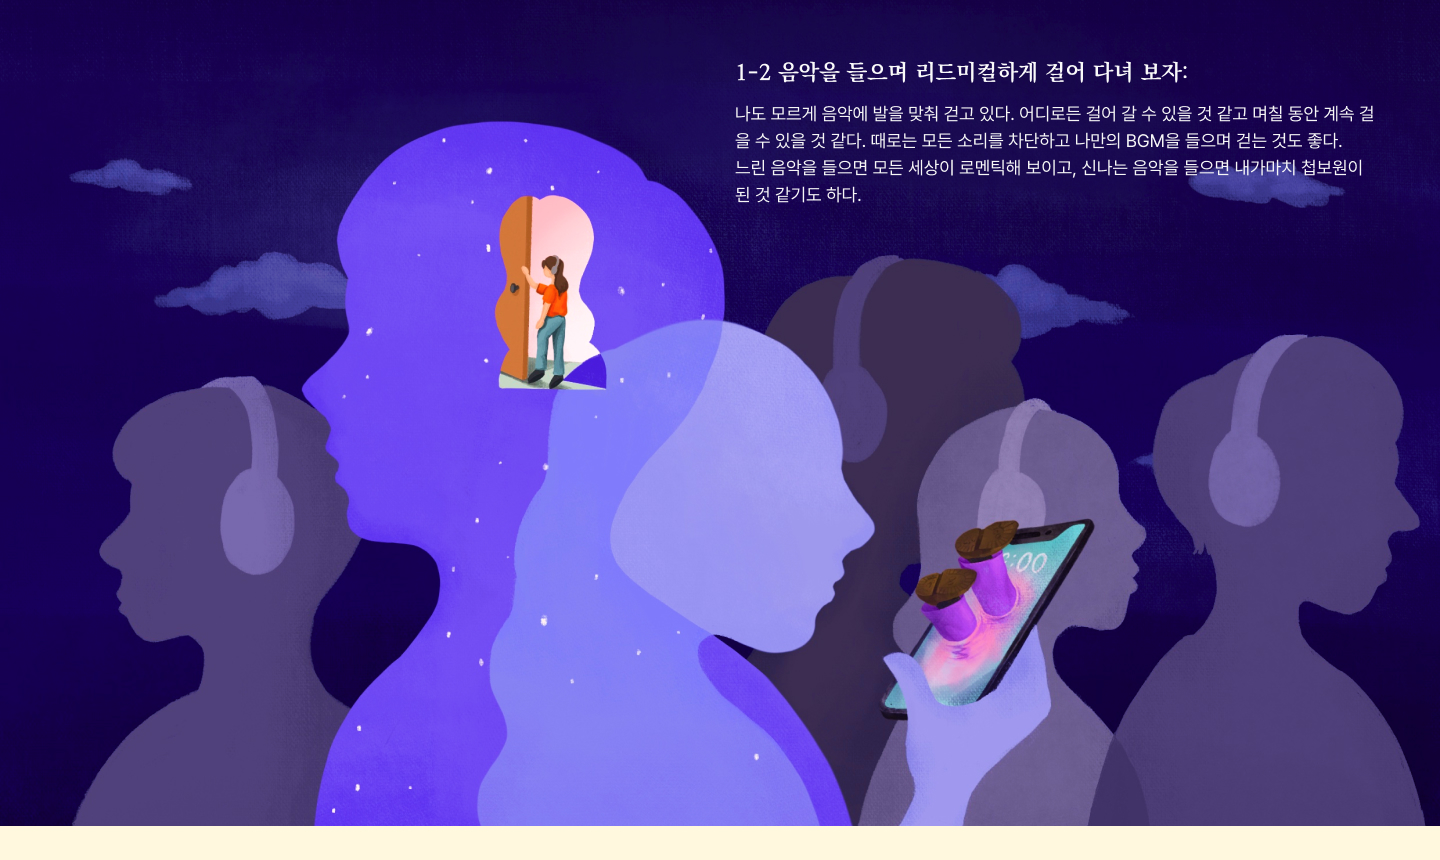 1-2 음악을 들으며 리드미컬하게 걸어 다녀 보자:
나도 모르게 음악에 발을 맞춰 걷고 있다. 어디로든 걸어 갈 수 있을 것 같고 며칠 동안 계속 걸
을 수 있을 것 같다. 때로는 모든 소리를 차단하고 나만의 BGM을 들으며 걷는 것도 좋다.
느린 음악을 들으면 모든 세상이 로멘틱해 보이고, 신나는 음악을 들으면 내가마치 첩보원이
된 것 같기도 하다.
:00